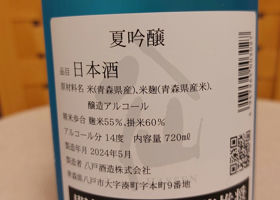 夏吟醸
品目 日本酒
原材料名 米(青森県産)、米麹(青森県産米)、
醸造アルコール
精米歩合 麹米55%、掛米60%
アルコール分 14度 内容量 720ml
製造年月 2024年5月
製造者 八戸酒造株式会社
青森県八戸市大字湊町字本町9番地